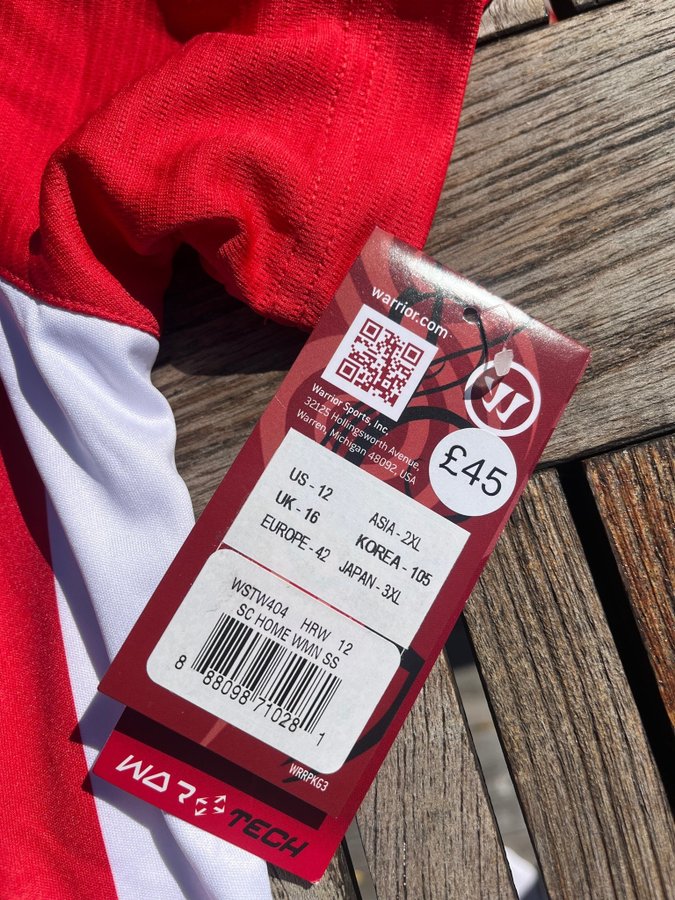 warrior.com
Warrior Sports, Inc,
32125 Hollingsworth Avenue,
Warren, Michigan 48092, USA
£45
US - 12 ASIA - 2XL
UK - 16 KOREA - 105
EUROPE - 42 JAPAN - 3XL
WSTW404 HRW 12
SC HOME WMN SS
8 88098 71028 1
WRRPKG3
WAR TECH